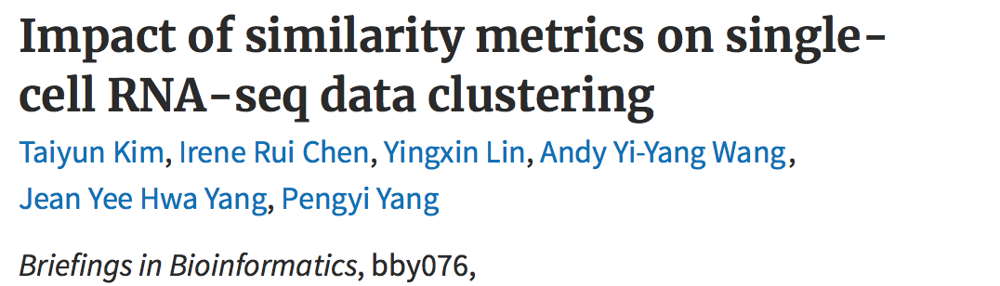 Impact of similarity metrics on single-
cell RNA-seq data clustering
Taiyun Kim, Irene Rui Chen, Yingxin Lin, Andy Yi-Yang Wang,
Jean Yee Hwa Yang, Pengyi Yang
Briefings in Bioinformatics, bby076,